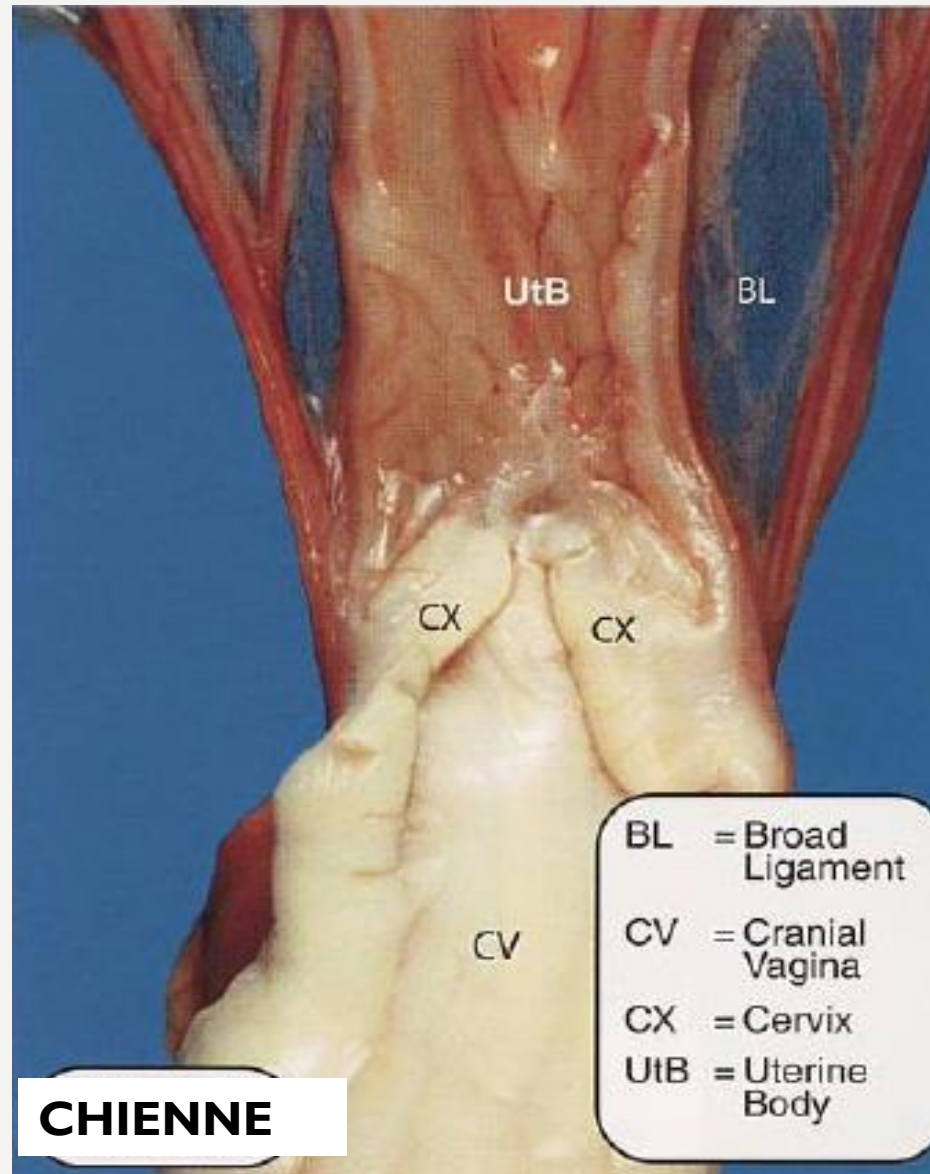 UtB
BL
CX
CX
CV
BL = Broad
Ligament
CV = Cranial
Vagina
CX = Cervix
UtB = Uterine
Body
CHIENNE